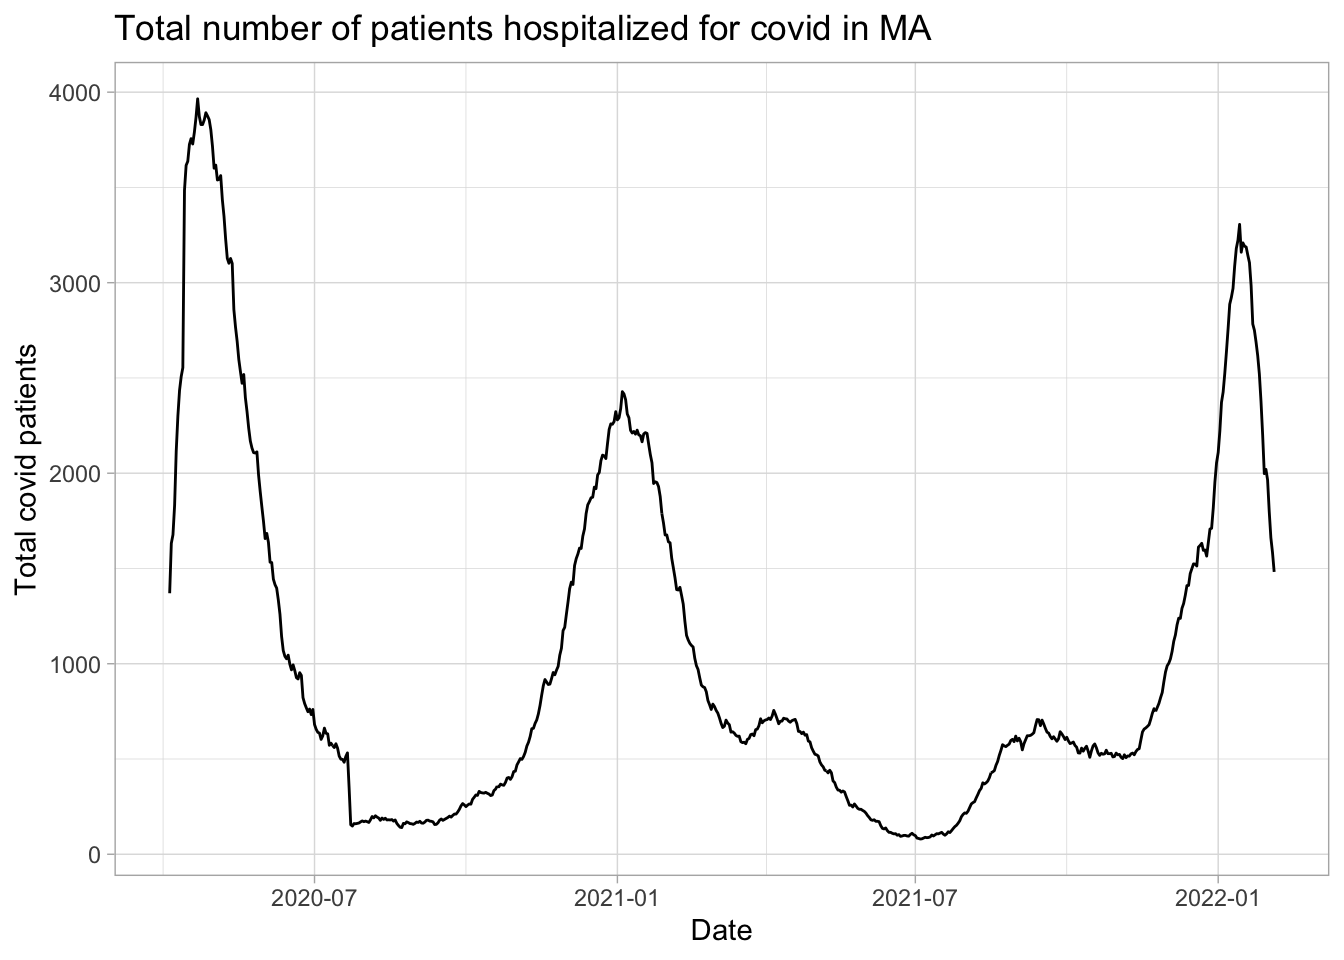 Total number of patients hospitalized for covid in MA
4000
3000
2000
1000
0
Total covid patients
2020-07 2021-01 2021-07 2022-01
Date